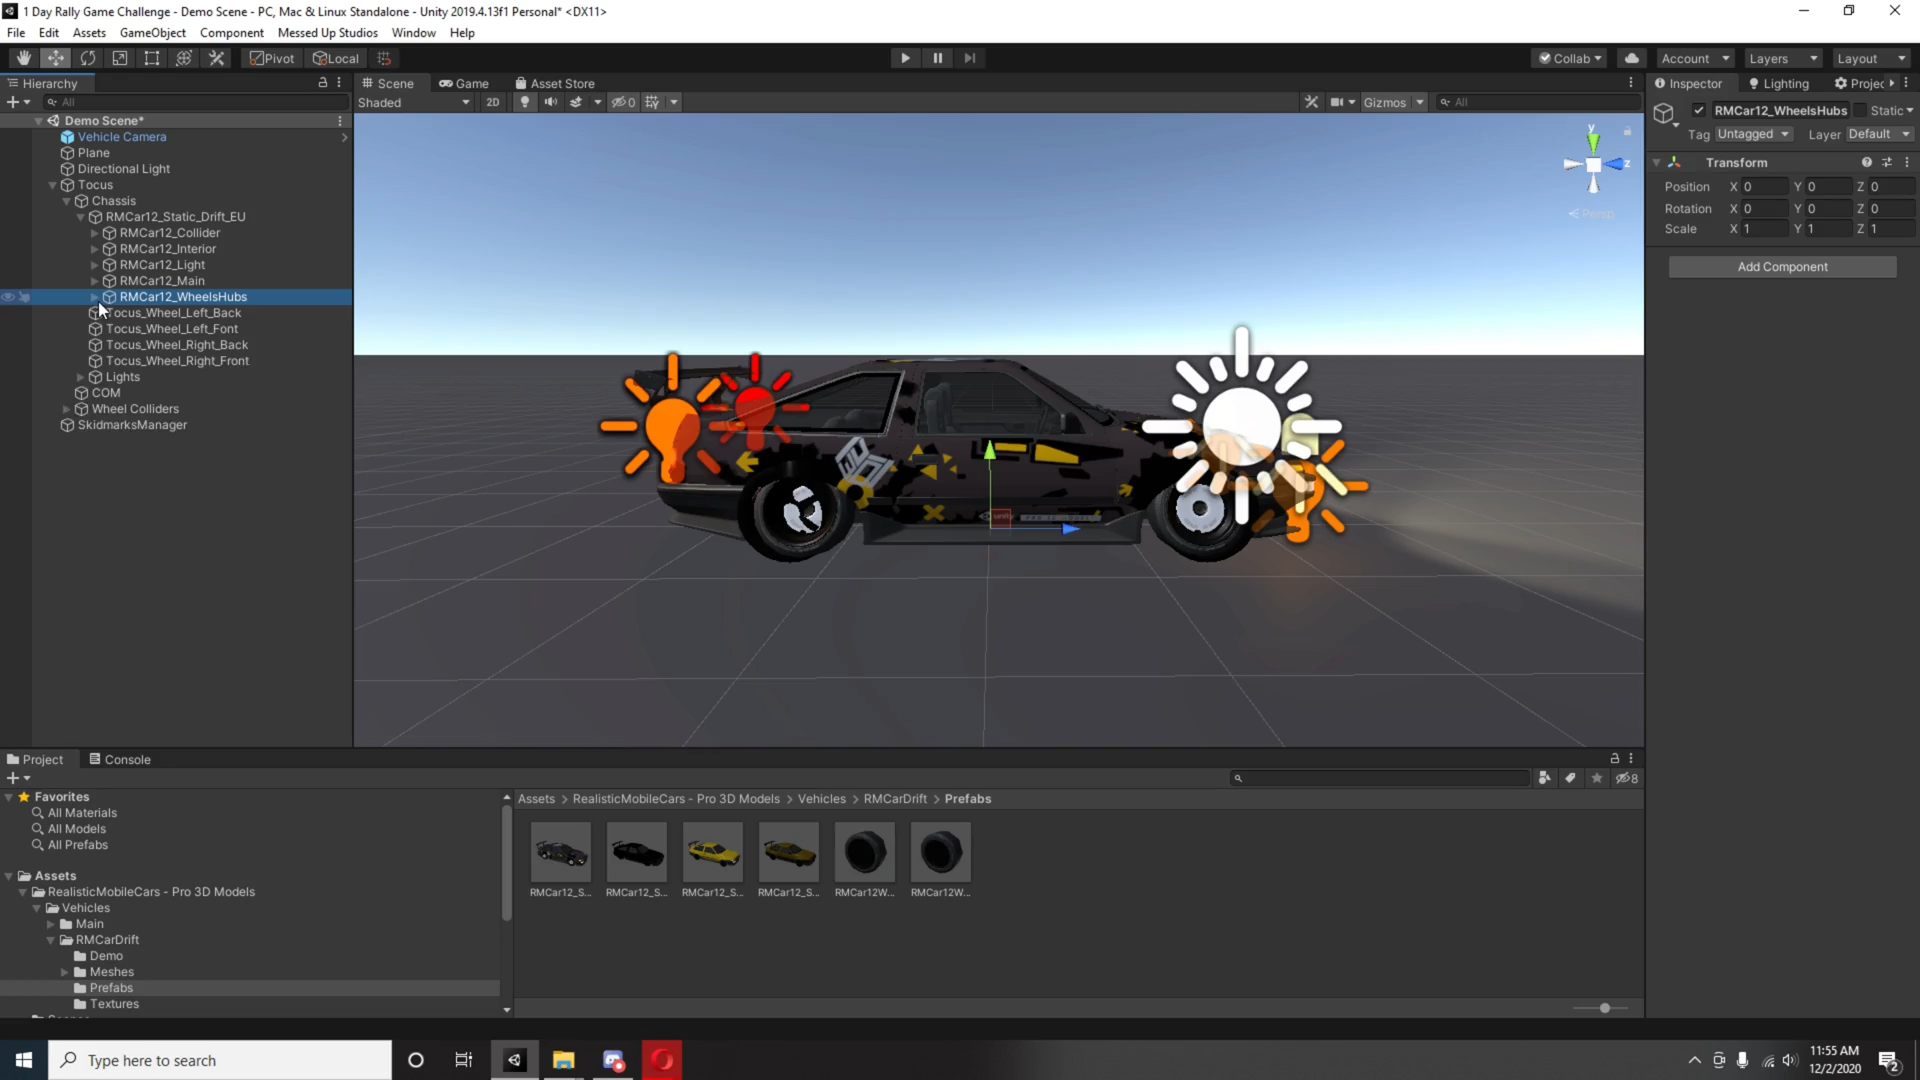 1 Day Rally Game Challenge - Demo Scene - PC, Mac & Linux Standalone - Unity 2019.4.13f1 Personal* <DX11>
File Edit Assets GameObject Component Messed Up Studios Window Help
Pivot Local Collab Account Layers Layout
Hierarchy
All
Demo Scene*
Vehicle Camera
Plane
Directional Light
Tocus
Chassis
RMCar12_Static_Drift_EU
RMCar12_Collider
RMCar12_Interior
RMCar12_Light
RMCar12_Main
RMCar12_WheelsHubs
Tocus_Wheel_Left_Back
Tocus_Wheel_Left_Font
Tocus_Wheel_Right_Back
Tocus_Wheel_Right_Front
Lights
COM
Wheel Colliders
SkidmarksManager
Scene Game Asset Store
Shaded 2D 0 Gizmos All
y
z
Persp
Inspector Lighting Projec
RMCar12_WheelsHubs Static
Tag Untagged Layer Default
Transform
Position X 0 Y 0 Z 0
Rotation X 0 Y 0 Z 0
Scale X 1 Y 1 Z 1
Add Component
Project Console
8
Favorites
All Materials
All Models
All Prefabs
Assets
RealisticMobileCars - Pro 3D Models
Vehicles
Main
RMCarDrift
Demo
Meshes
Prefabs
Textures
Assets > RealisticMobileCars - Pro 3D Models > Vehicles > RMCarDrift > Prefabs
RMCar12_S... RMCar12_S... RMCar12_S... RMCar12_S... RMCar12W... RMCar12W...
Type here to search
11:55 AM
12/2/2020
2